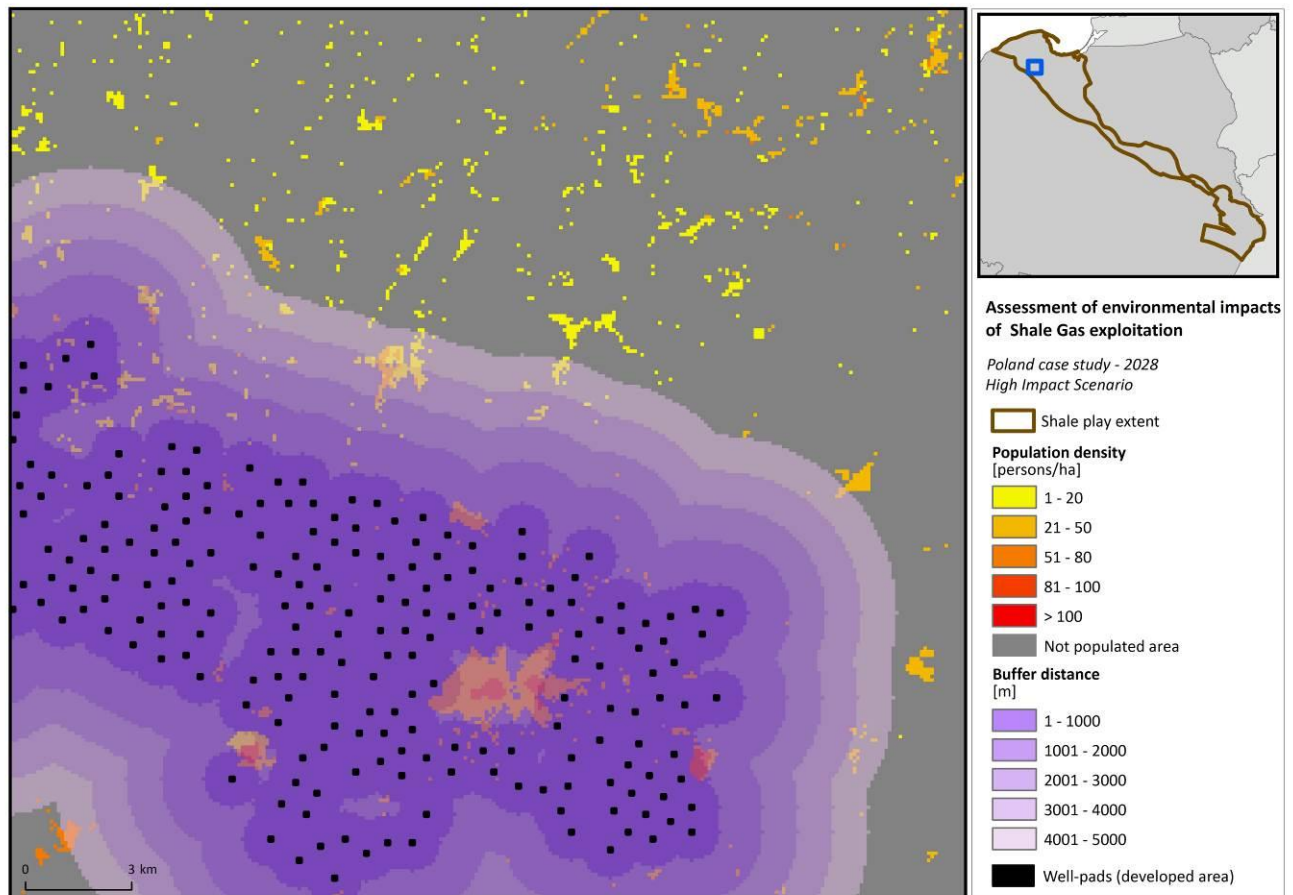 Assessment of environmental impacts
of Shale Gas exploitation
Poland case study - 2028
High Impact Scenario
Shale play extent
Population density
[persons/ha]
1 - 20
21 - 50
51 - 80
81 - 100
> 100
Not populated area
Buffer distance
[m]
1 - 1000
1001 - 2000
2001 - 3000
3001 - 4000
4001 - 5000
Well-pads (developed area)
0 3 km